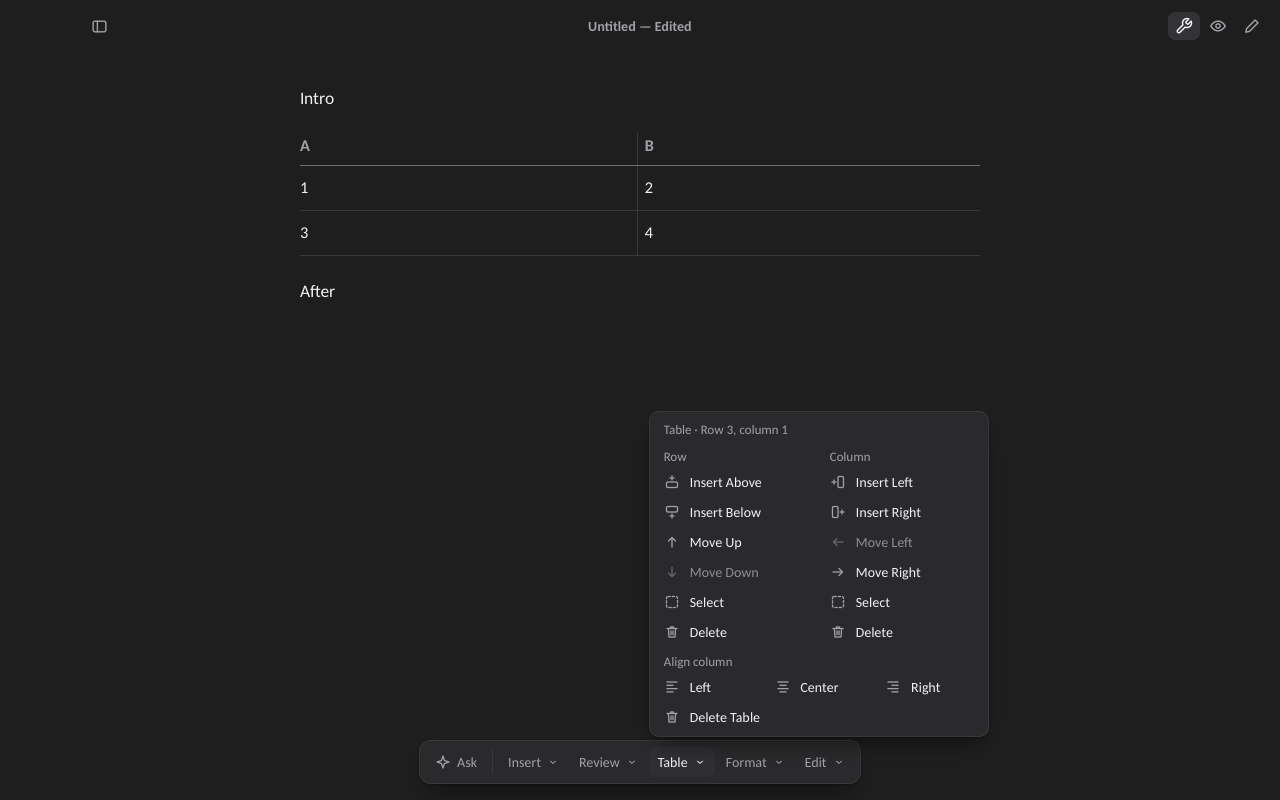 Untitled — Edited
Intro
A B
1 2
3 4
After
Table · Row 3, column 1
Row Column
Insert Above Insert Left
Insert Below Insert Right
Move Up Move Left
Move Down Move Right
Select Select
Delete Delete
Align column
Left Center Right
Delete Table
Ask Insert Review Table Format Edit